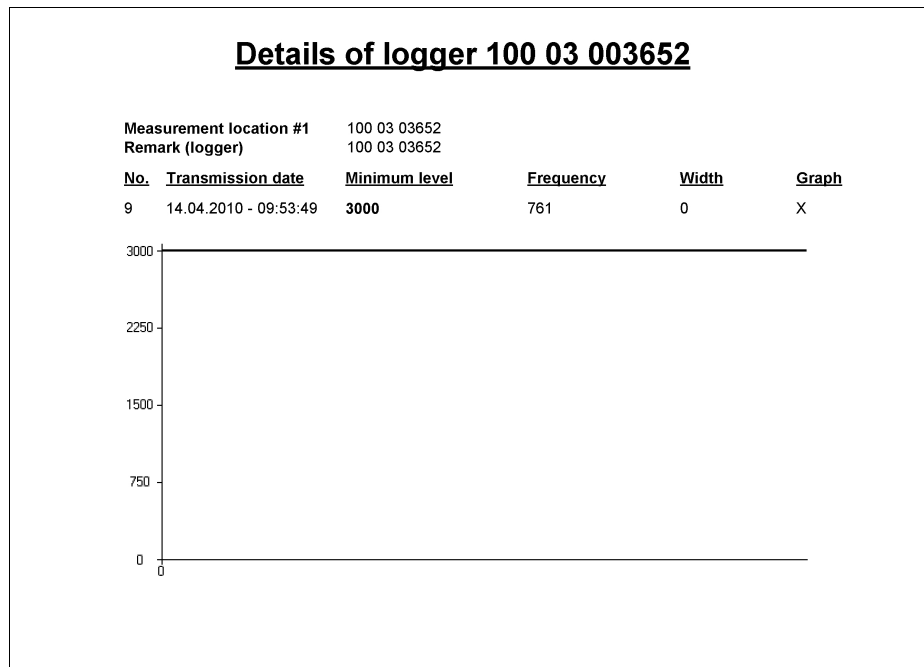 Details of logger 100 03 003652
Measurement location #1 100 03 03652
Remark (logger) 100 03 03652
No. Transmission date Minimum level Frequency Width Graph
9 14.04.2010 - 09:53:49 3000 761 0 X
3000
2250
1500
750
0
0